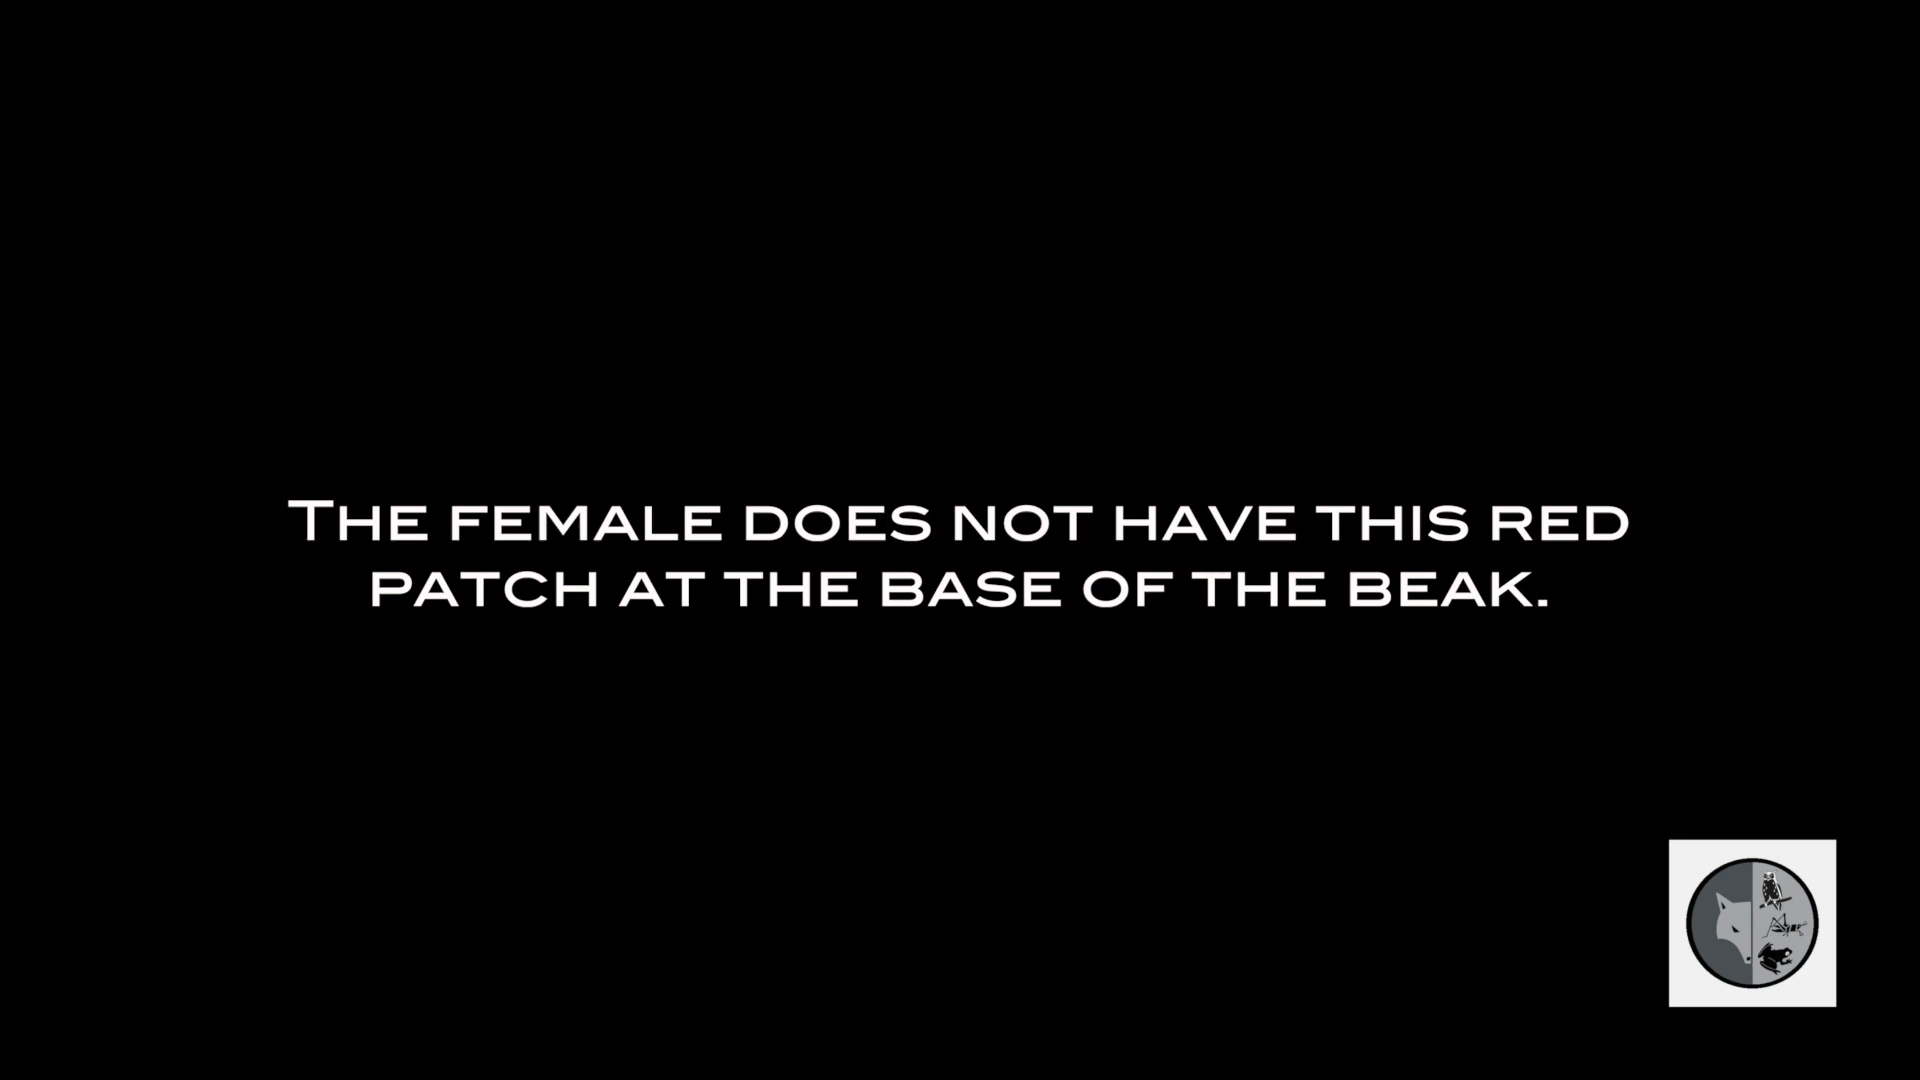 The female does not have this red
patch at the base of the beak.